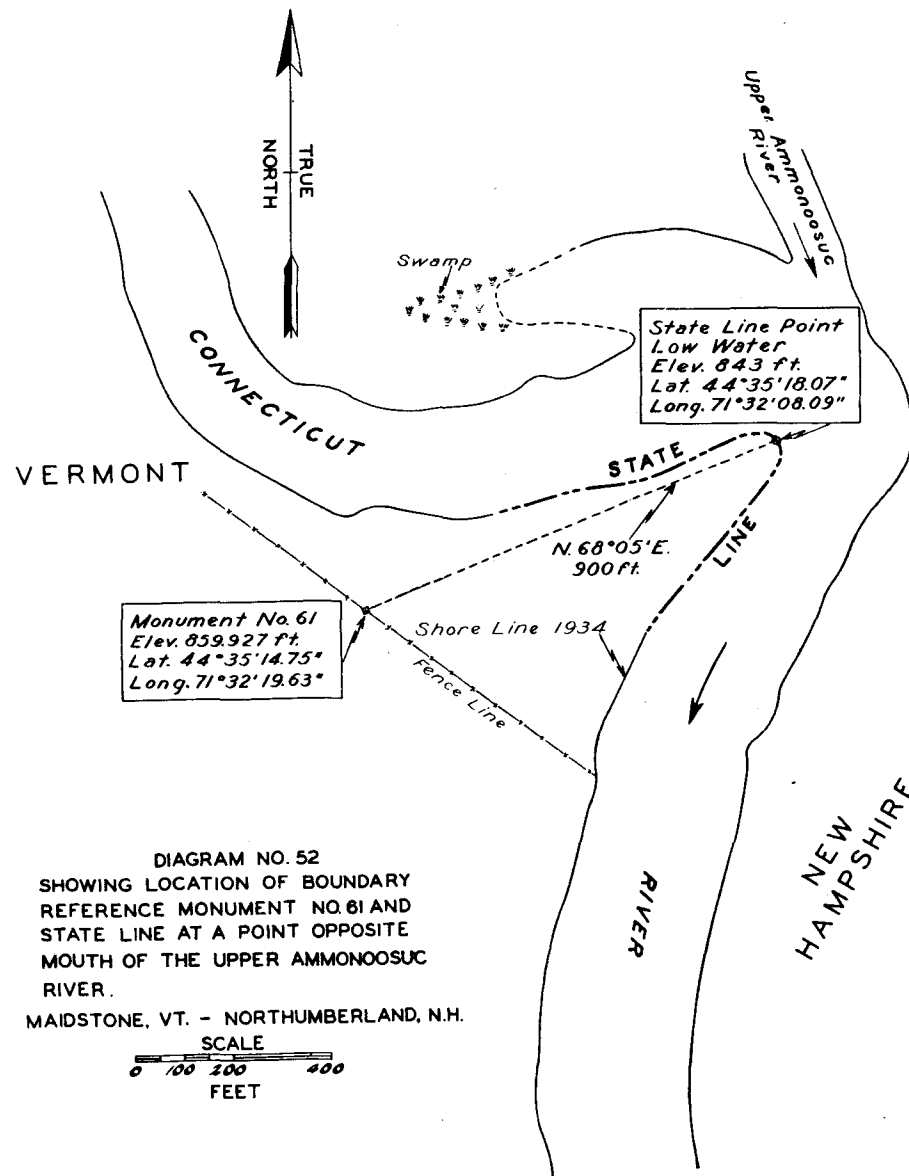 Upper Ammonoosuc
River
TRUE
NORTH
Swamp
State Line Point
Low Water
Elev. 843 ft.
Lat. 44°35'18.07"
Long. 71°32'08.09"
CONNECTICUT
VERMONT
STATE
LINE
N. 68°05'E.
900 ft.
Monument No. 61
Elev. 859.927 ft.
Lat. 44°35'14.75"
Long. 71°32'19.63"
Shore Line 1934
Fence Line
NEW
HAMPSHIRE
RIVER
DIAGRAM NO. 52
SHOWING LOCATION OF BOUNDARY
REFERENCE MONUMENT NO. 61 AND
STATE LINE AT A POINT OPPOSITE
MOUTH OF THE UPPER AMMONOOSUC
RIVER.
MAIDSTONE, VT. - NORTHUMBERLAND, N.H.
SCALE
0 100 200 400
FEET